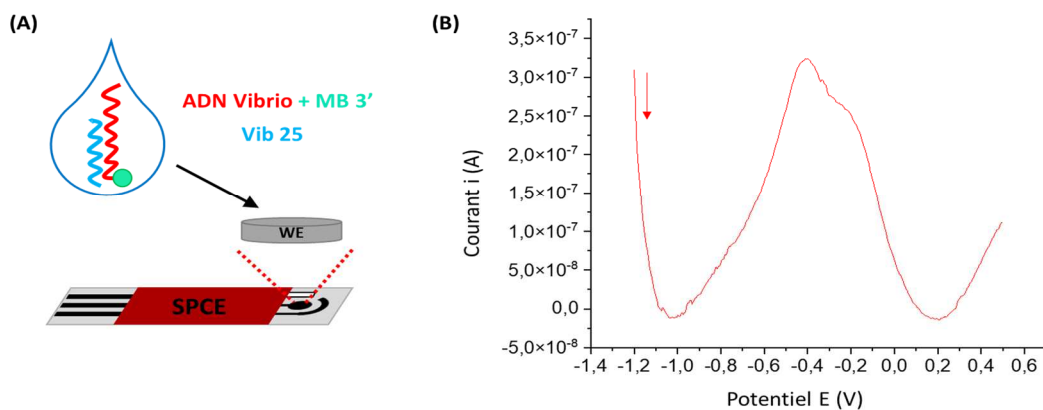 (A)
ADN Vibrio + MB 3’
Vib 25
WE
SPCE
(B)
Courant i (A)
3,5×10⁻⁷
3,0×10⁻⁷
2,5×10⁻⁷
2,0×10⁻⁷
1,5×10⁻⁷
1,0×10⁻⁷
5,0×10⁻⁸
0,0
-5,0×10⁻⁸
-1,4 -1,2 -1,0 -0,8 -0,6 -0,4 -0,2 0,0 0,2 0,4 0,6
Potentiel E (V)